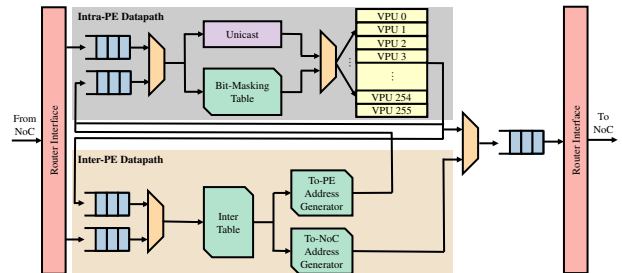 Intra-PE Datapath
VPU 0
VPU 1
VPU 2
VPU 3
⋮
VPU 254
VPU 255
Unicast
Bit-Masking
Table
From
NoC
Router Interface
Inter-PE Datapath
Inter
Table
To-PE
Address
Generator
To-NoC
Address
Generator
Router Interface
To
NoC